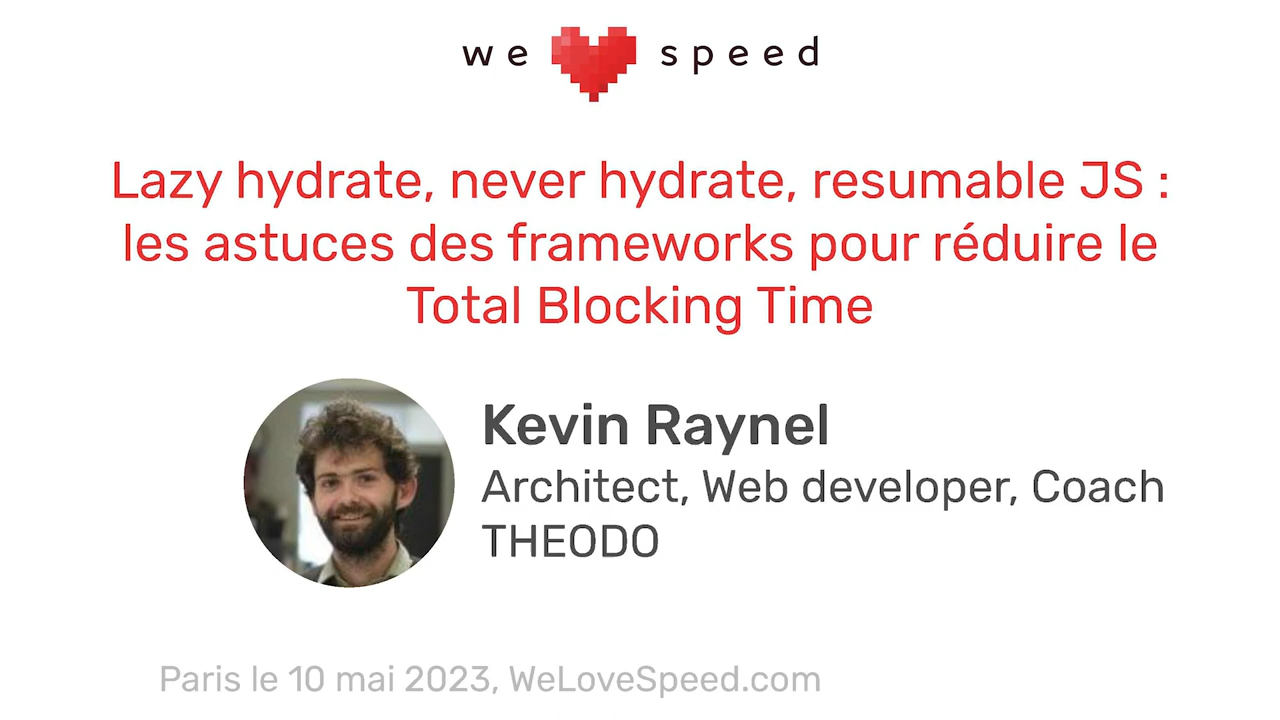 we speed
Lazy hydrate, never hydrate, resumable JS :
les astuces des frameworks pour réduire le
Total Blocking Time
Kevin Raynel
Architect, Web developer, Coach
THEODO
Paris le 10 mai 2023, WeLoveSpeed.com